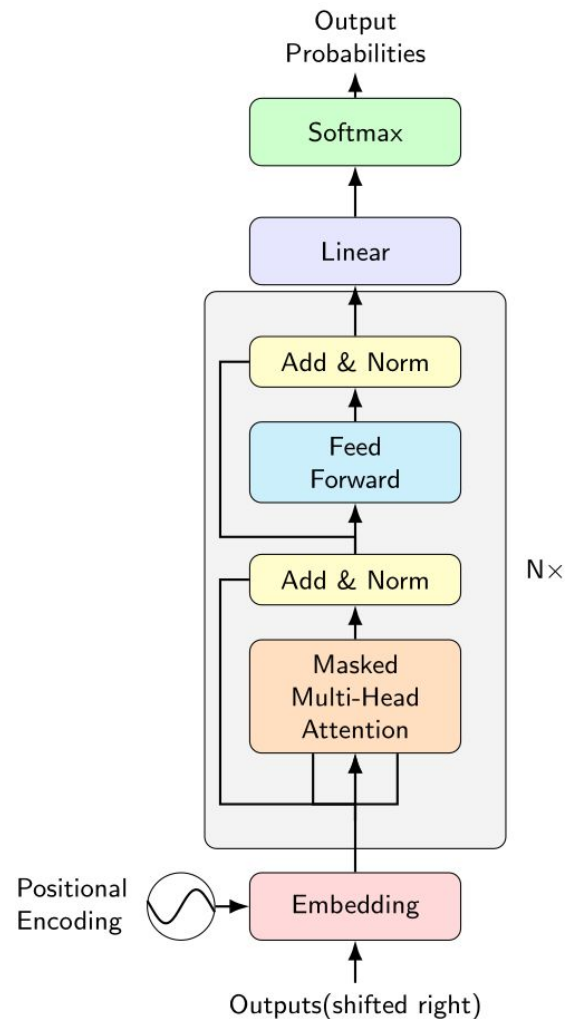 Output
Probabilities
Softmax
Linear
Add & Norm
Feed
Forward
Add & Norm
N×
Masked
Multi-Head
Attention
Positional
Encoding
Embedding
Outputs(shifted right)